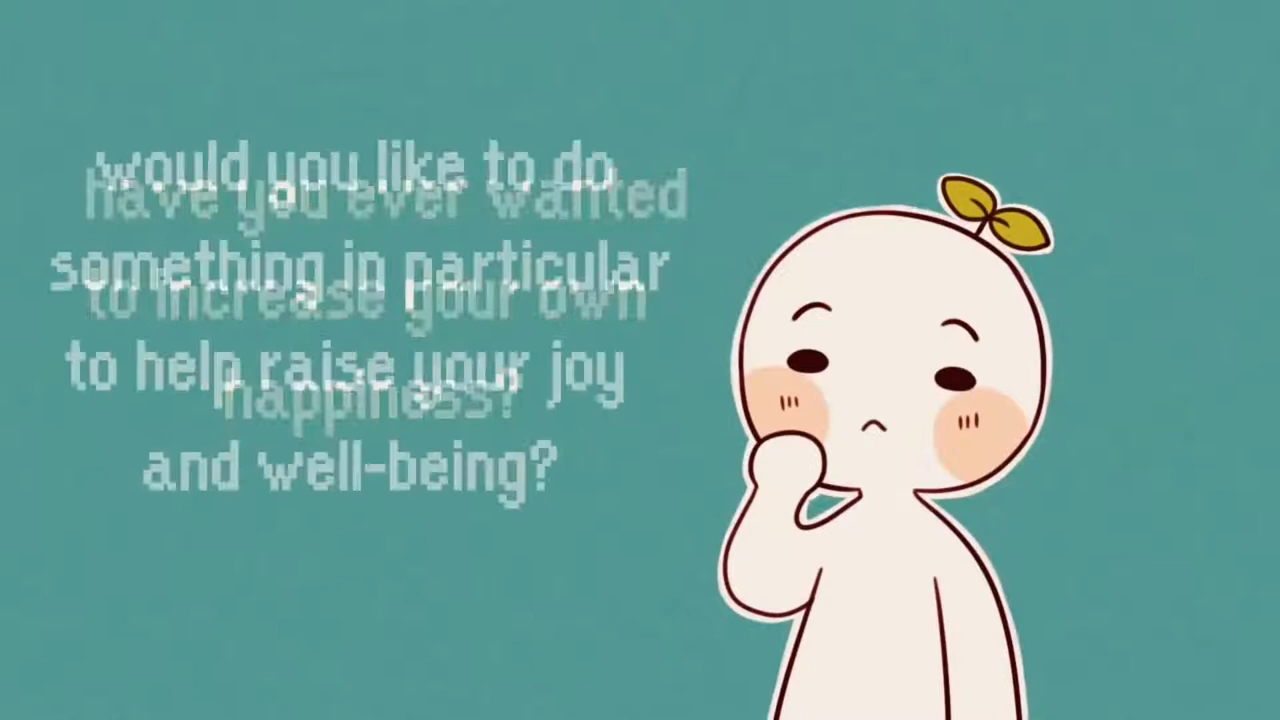 would you like to do
have you ever wanted
something in particular
to increase your own
to help raise your joy
happiness?
and well-being?